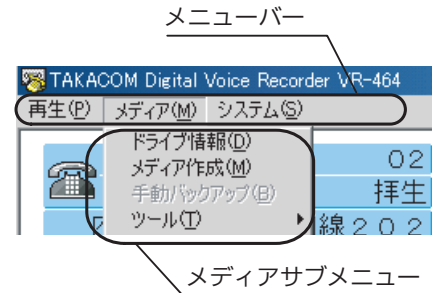 メニューバー
TAKACOM Digital Voice Recorder VR-464
再生(P) メディア(M) システム(S)
ドライブ情報(D)
メディア作成(M)
手動バックアップ(B)
ツール(T)
02
拝生
線202
メディアサブメニュー